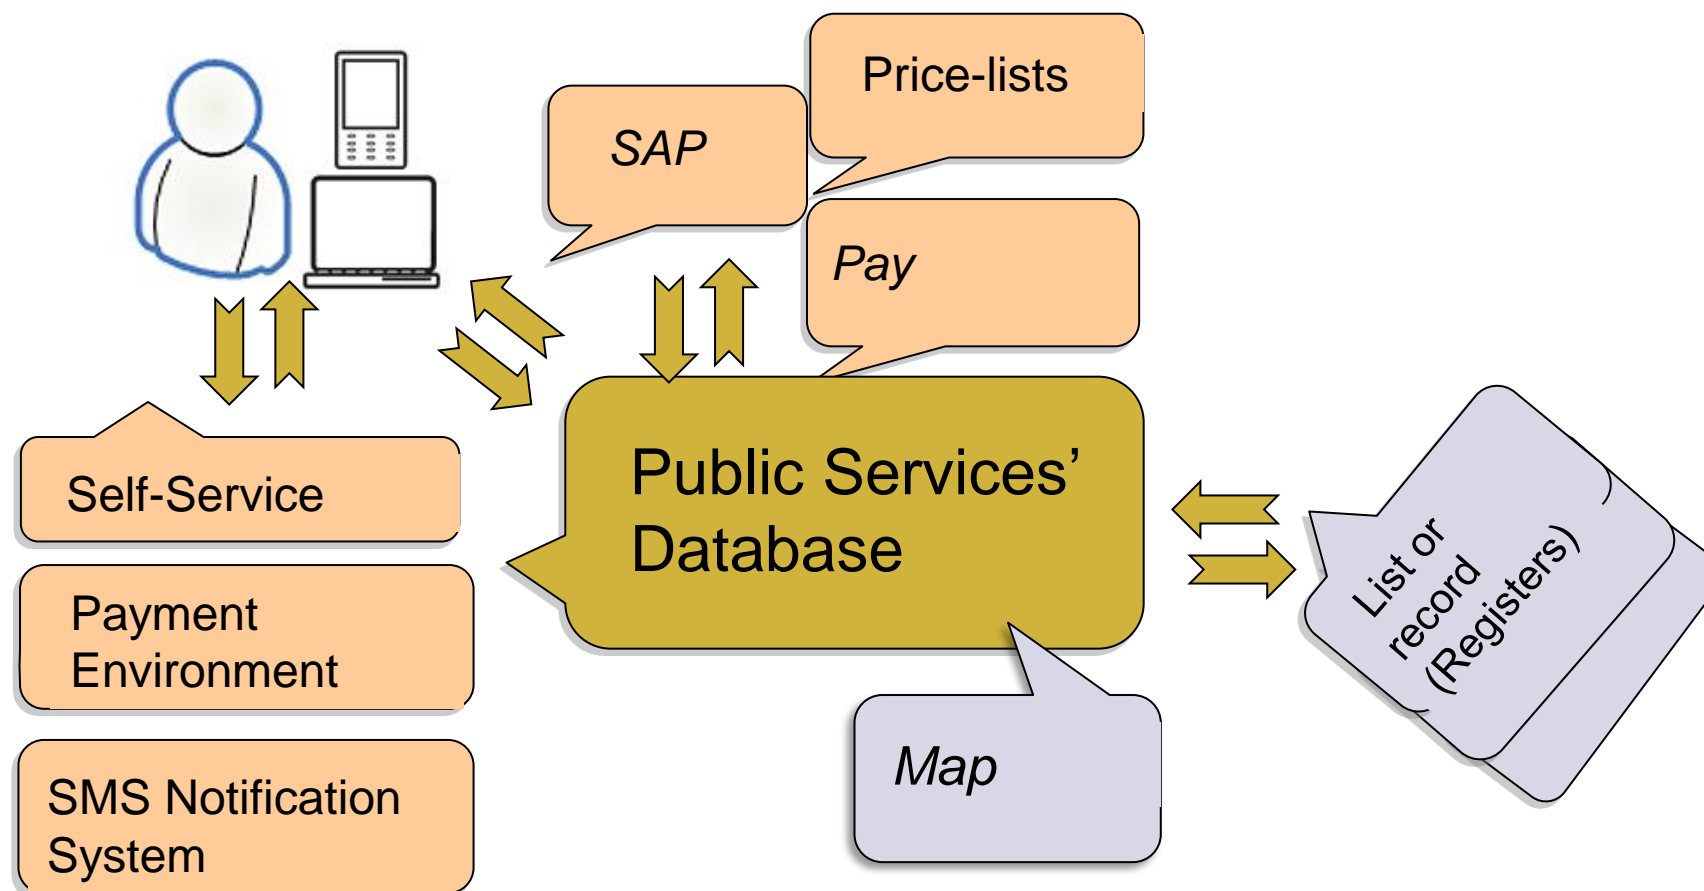 Price-lists
SAP
Pay
Self-Service
Payment
Environment
SMS Notification
System
Public Services’
Database
Map
List or
record
(Registers)